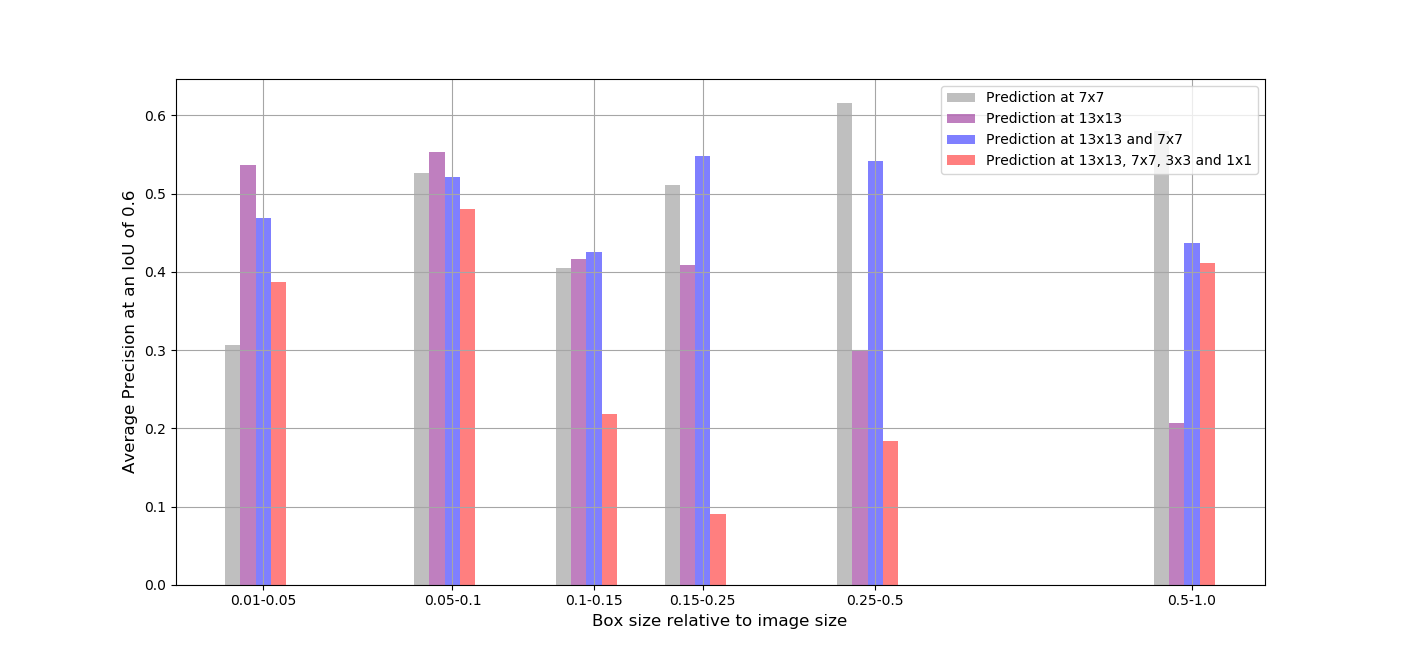 Prediction at 7x7
Prediction at 13x13
Prediction at 13x13 and 7x7
Prediction at 13x13, 7x7, 3x3 and 1x1
Average Precision at an IoU of 0.6
0.6
0.5
0.4
0.3
0.2
0.1
0.0
0.01-0.05 0.05-0.1 0.1-0.15 0.15-0.25 0.25-0.5 0.5-1.0
Box size relative to image size